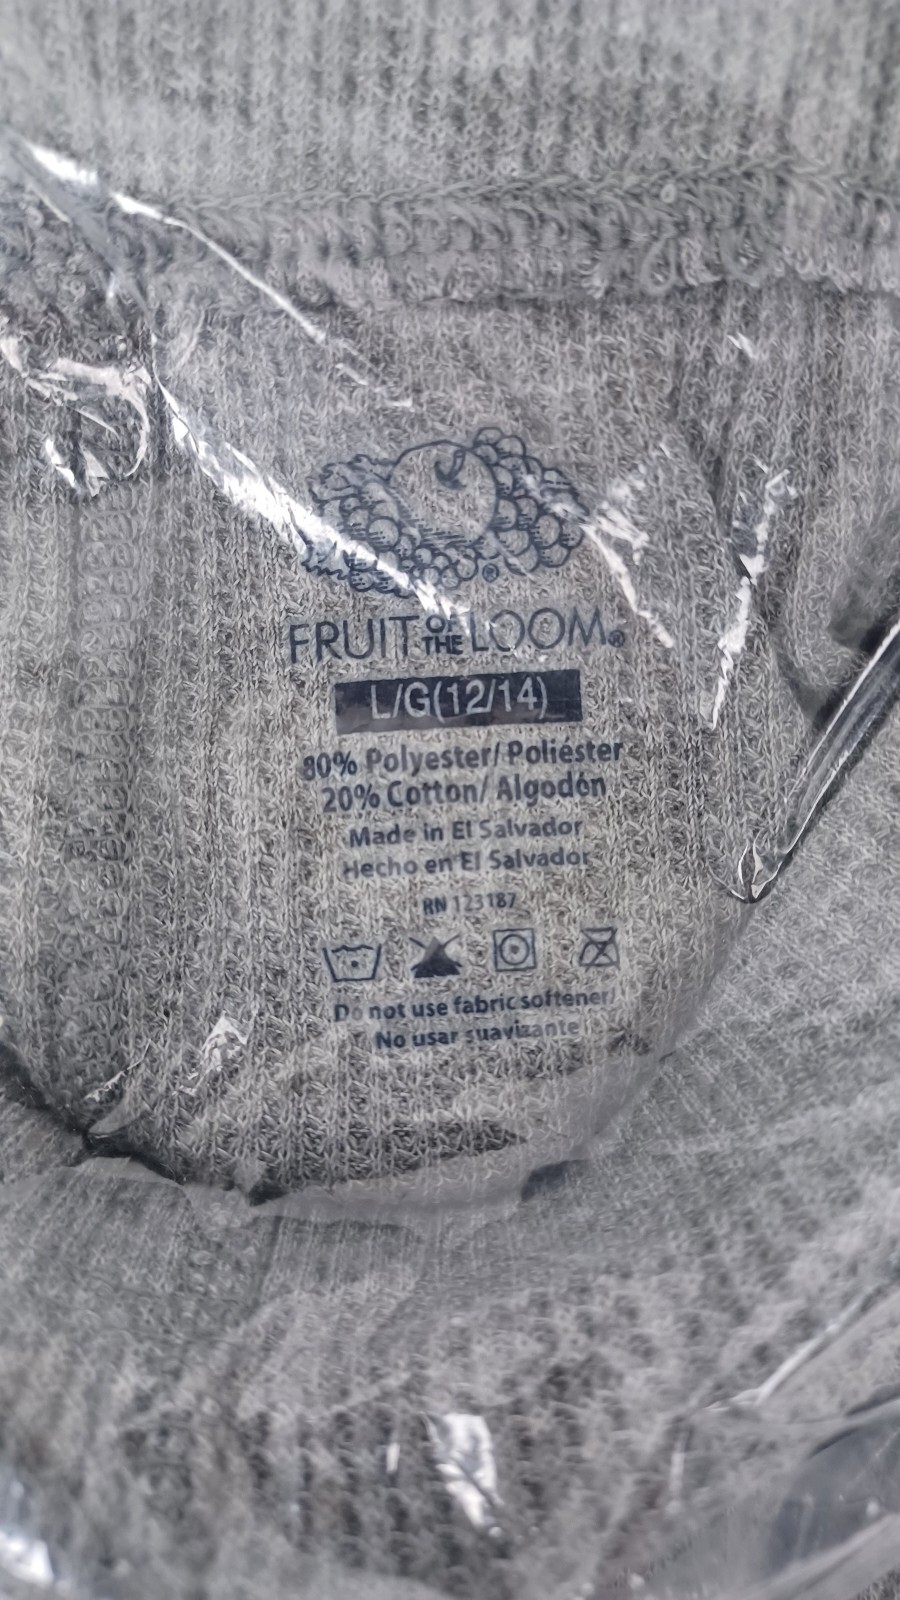 FRUIT OF THE LOOM®
L/G(12/14)
80% Polyester/Poliéster
20% Cotton/Algodón
Made in El Salvador
Hecho en El Salvador
RN 123187
Do not use fabric softener/
No usar suavizante